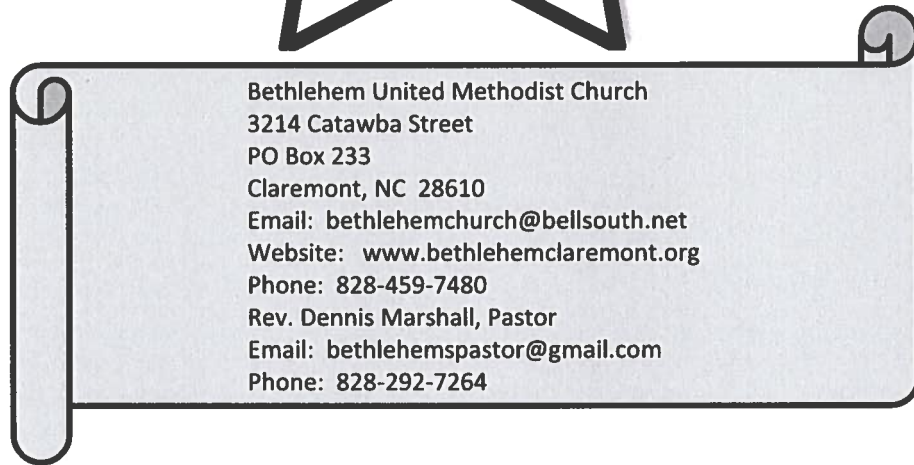 Bethlehem United Methodist Church
3214 Catawba Street
PO Box 233
Claremont, NC 28610
Email: bethlehemchurch@bellsouth.net
Website: www.bethlehemclaremont.org
Phone: 828-459-7480
Rev. Dennis Marshall, Pastor
Email: bethlehemspastor@gmail.com
Phone: 828-292-7264